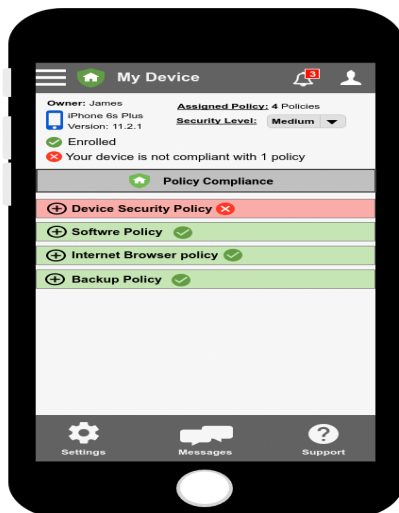 My Device
3
Owner: James
Assigned Policy: 4 Policies
iPhone 6s Plus
Version: 11.2.1
Security Level: Medium
Enrolled
Your device is not compliant with 1 policy
Policy Compliance
Device Security Policy
Softwre Policy
Internet Browser policy
Backup Policy
Settings
Messages
Support